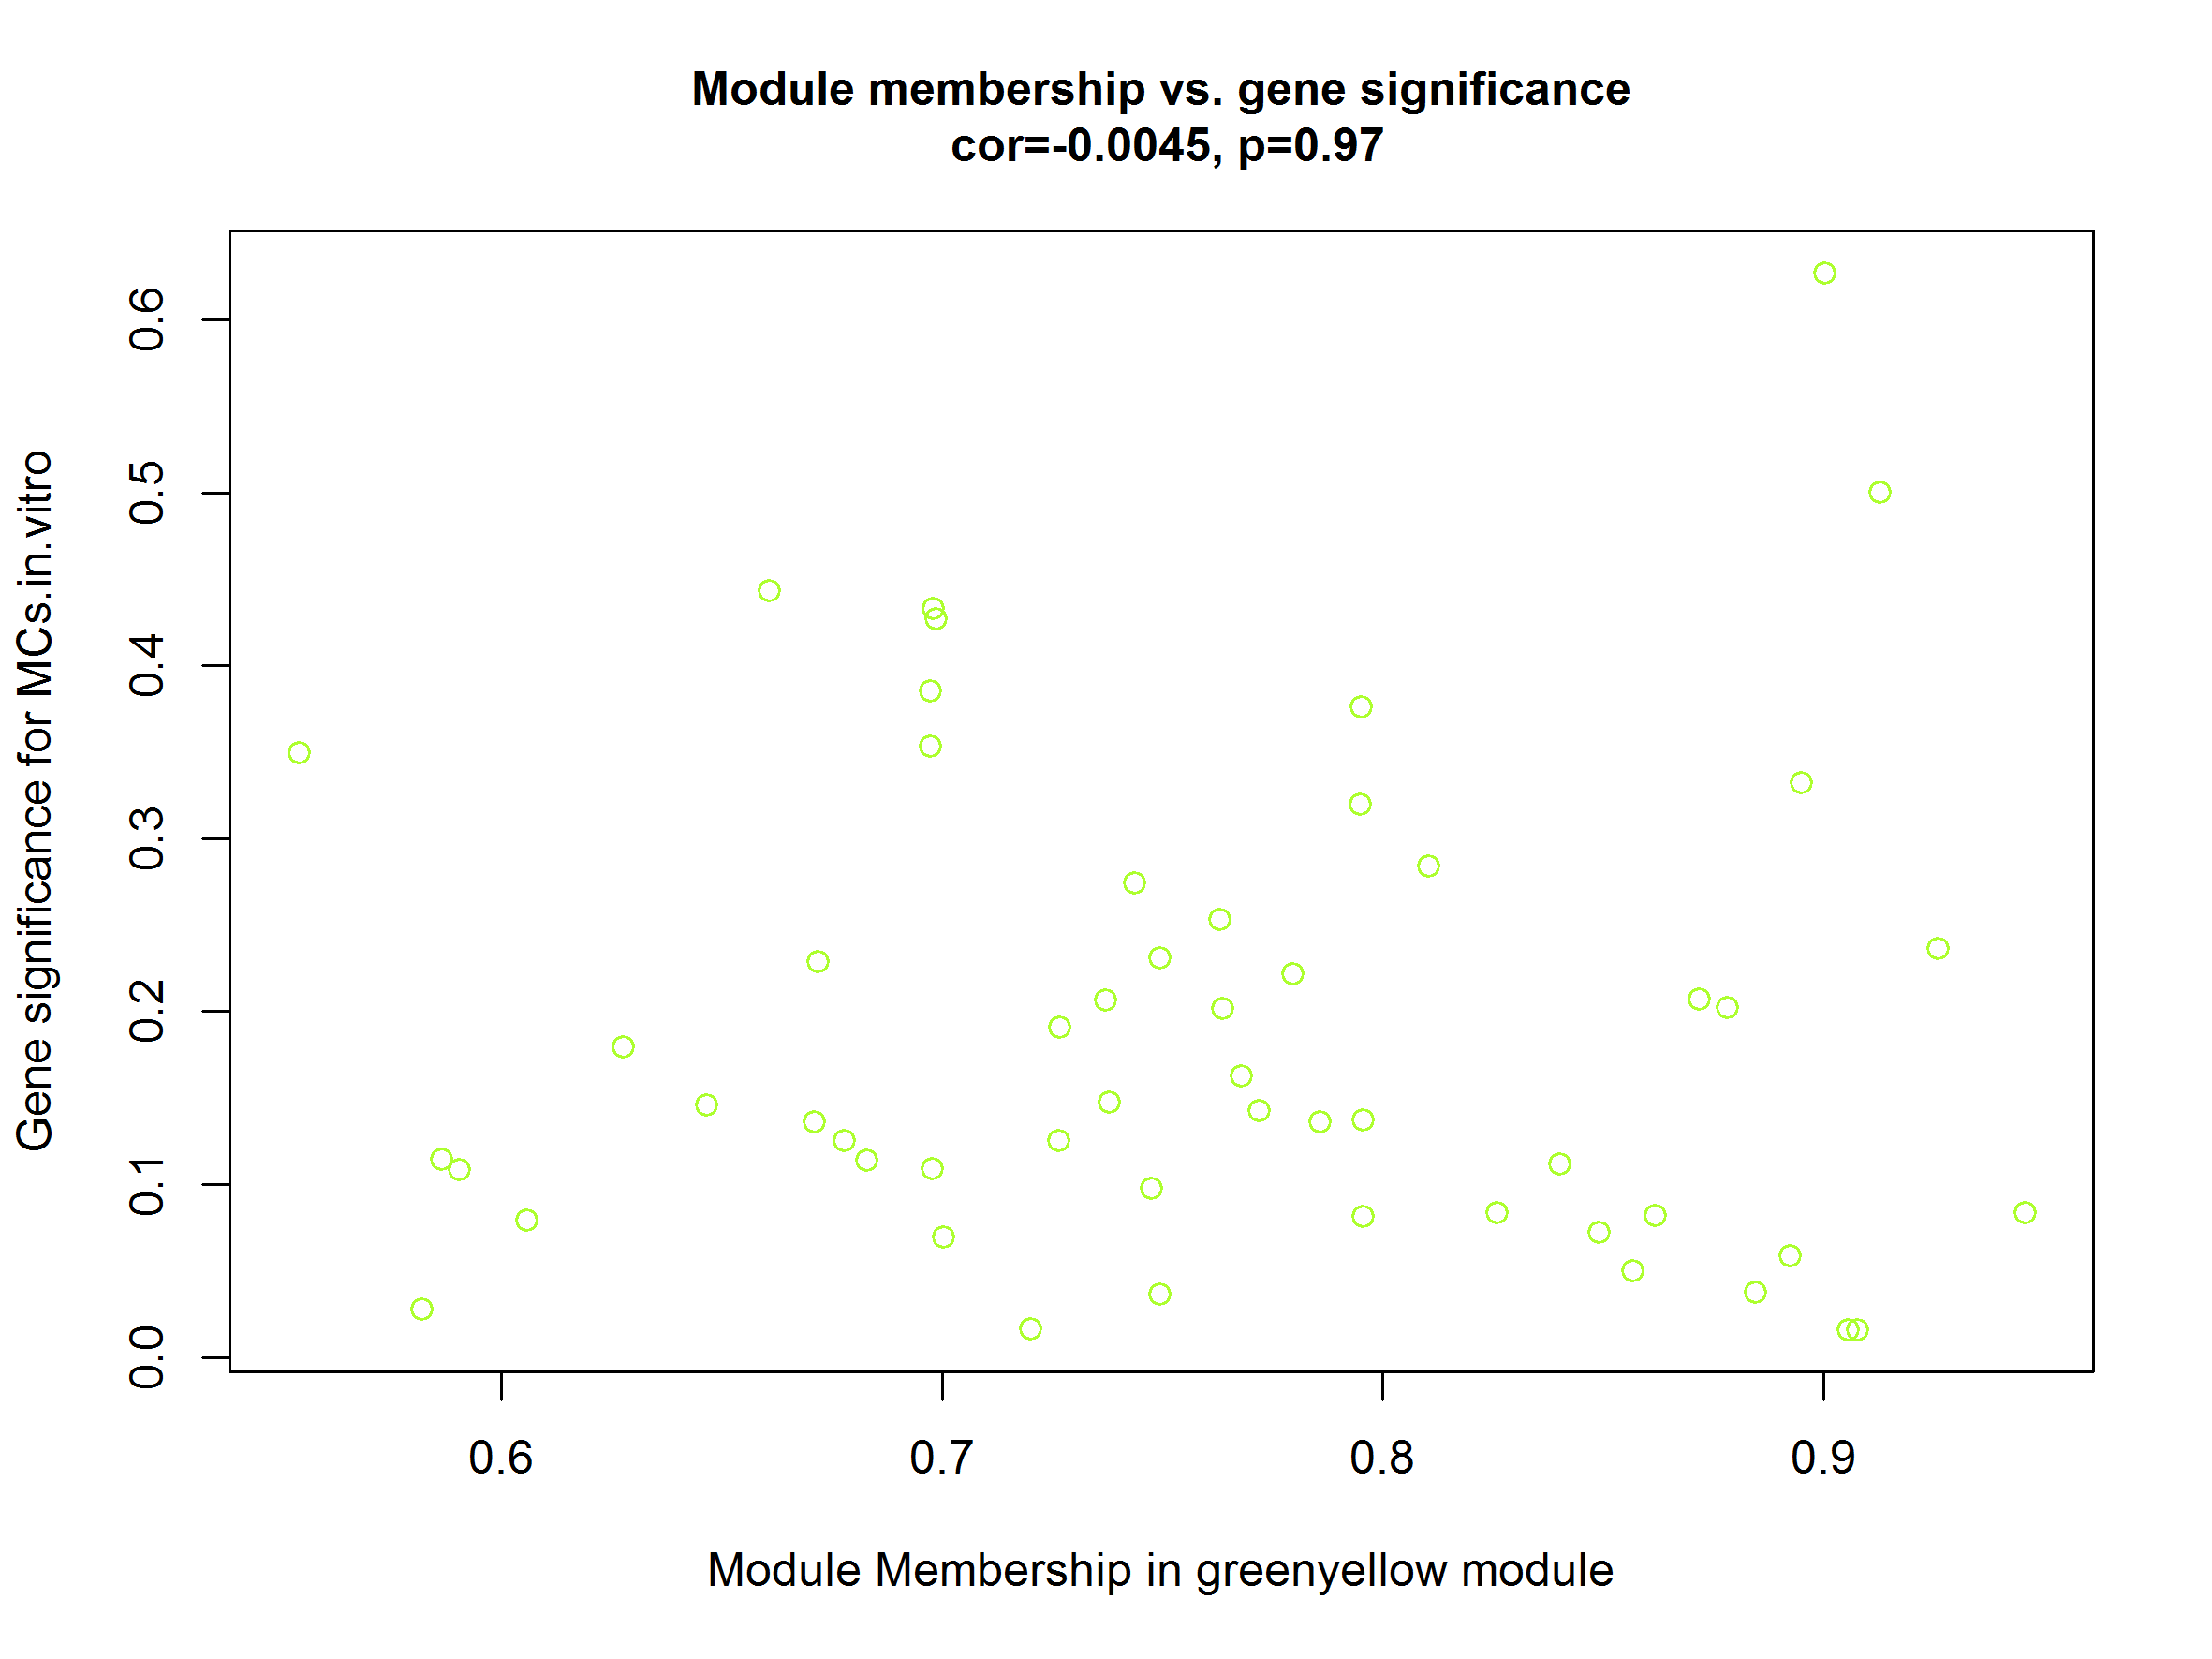 Module membership vs. gene significance
cor=-0.0045, p=0.97
Gene significance for MCs.in.vitro
0.6
0.5
0.4
0.3
0.2
0.1
0.0
0.6 0.7 0.8 0.9
Module Membership in greenyellow module